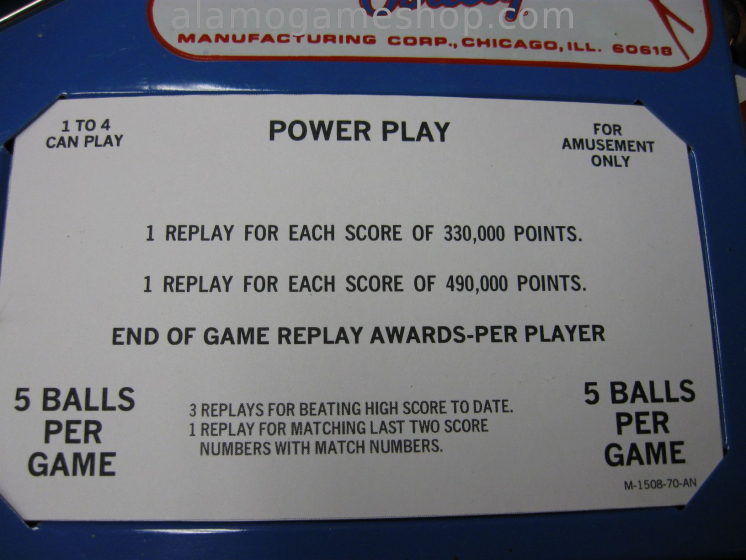 alamogameshop.com
Bally
MANUFACTURING CORP., CHICAGO, ILL. 60618
1 TO 4
CAN PLAY
POWER PLAY
FOR
AMUSEMENT
ONLY
1 REPLAY FOR EACH SCORE OF 330,000 POINTS.
1 REPLAY FOR EACH SCORE OF 490,000 POINTS.
END OF GAME REPLAY AWARDS-PER PLAYER
5 BALLS
PER
GAME
3 REPLAYS FOR BEATING HIGH SCORE TO DATE.
1 REPLAY FOR MATCHING LAST TWO SCORE
NUMBERS WITH MATCH NUMBERS.
5 BALLS
PER
GAME
M-1508-70-AN